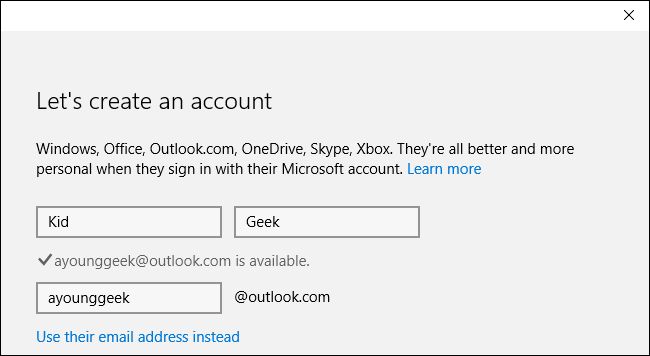 Let's create an account
Windows, Office, Outlook.com, OneDrive, Skype, Xbox. They're all better and more
personal when they sign in with their Microsoft account. Learn more
Kid Geek
ayounggeek@outlook.com is available.
ayounggeek @outlook.com
Use their email address instead